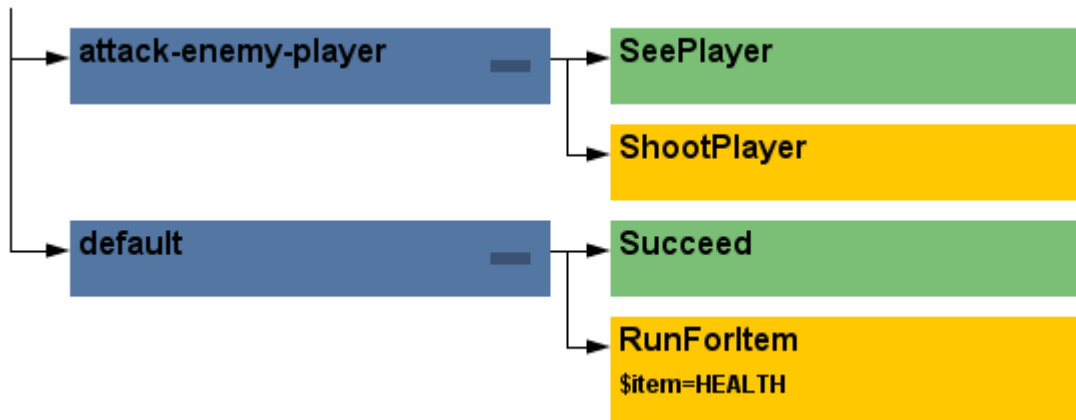 attack-enemy-player
SeePlayer
ShootPlayer
default
Succeed
RunForItem
$item=HEALTH